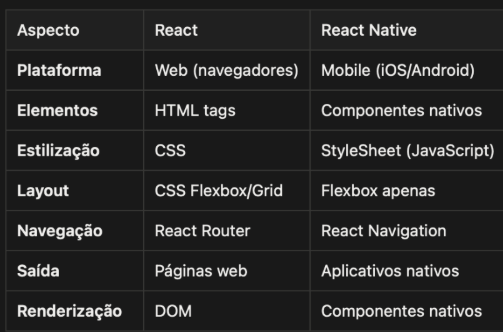 Aspecto React React Native
Plataforma Web (navegadores) Mobile (iOS/Android)
Elementos HTML tags Componentes nativos
Estilização CSS StyleSheet (JavaScript)
Layout CSS Flexbox/Grid Flexbox apenas
Navegação React Router React Navigation
Saída Páginas web Aplicativos nativos
Renderização DOM Componentes nativos